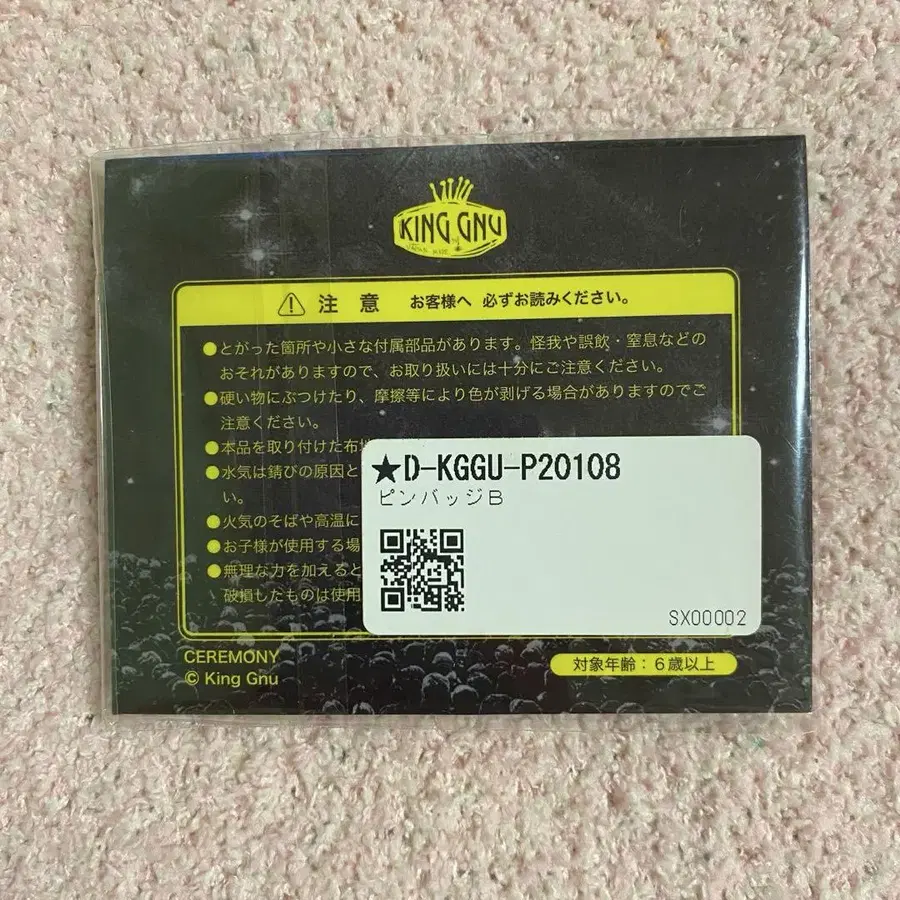 KING GNU
注意 お客様へ 必ずお読みください。
●とがった箇所や小さな付属部品があります。怪我や誤飲・窒息などの
おそれがありますので、お取り扱いには十分にご注意ください。
●硬い物にぶつけたり、摩擦等により色が剥げる場合がありますのでご
注意ください。
●本品を取り付けた布
●水気は錆びの原因と
い。
●火気のそばや高温に
●お子様が使用する場
●無理な力を加えると
破損したものは使用
★D-KGGU-P20108
ピンバッジB
SX00002
CEREMONY
© King Gnu
対象年齢：6歳以上